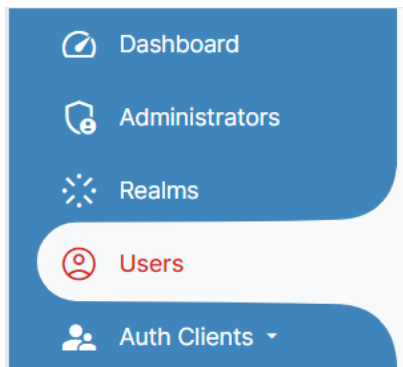 Dashboard
Administrators
Realms
Users
Auth Clients